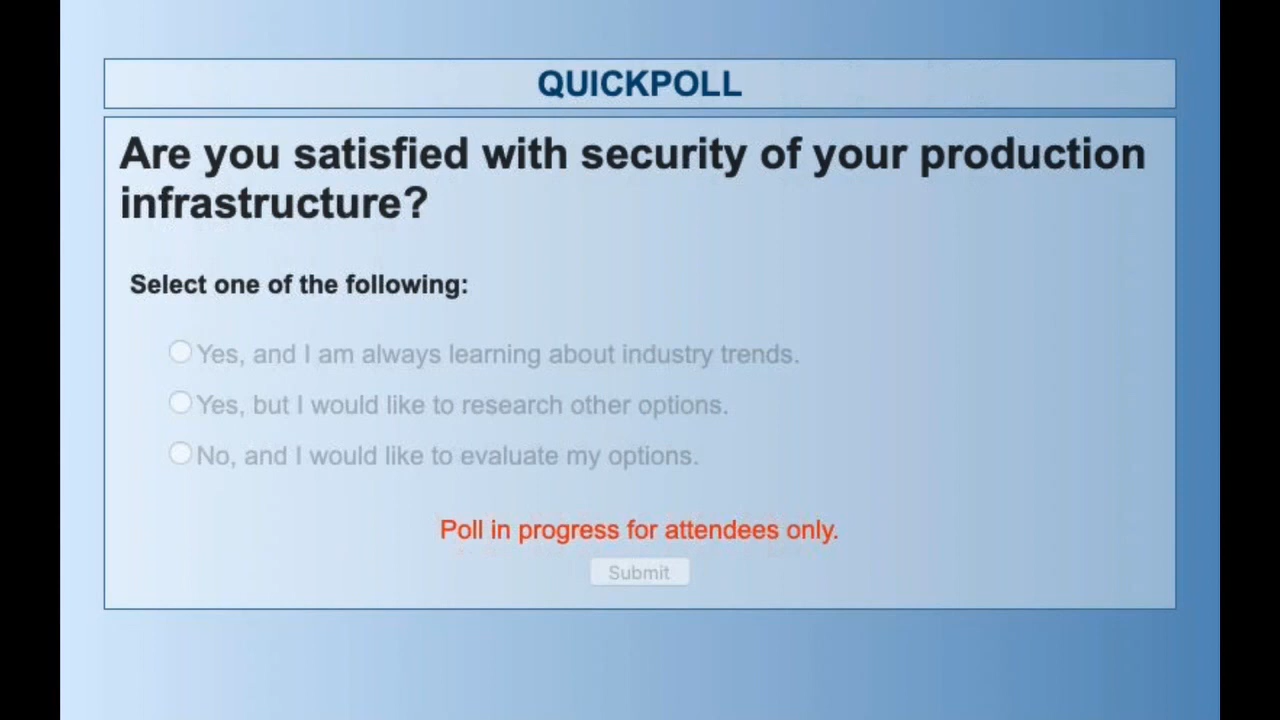 QUICKPOLL
Are you satisfied with security of your production
infrastructure?
Select one of the following:
Yes, and I am always learning about industry trends.
Yes, but I would like to research other options.
No, and I would like to evaluate my options.
Poll in progress for attendees only.
Submit